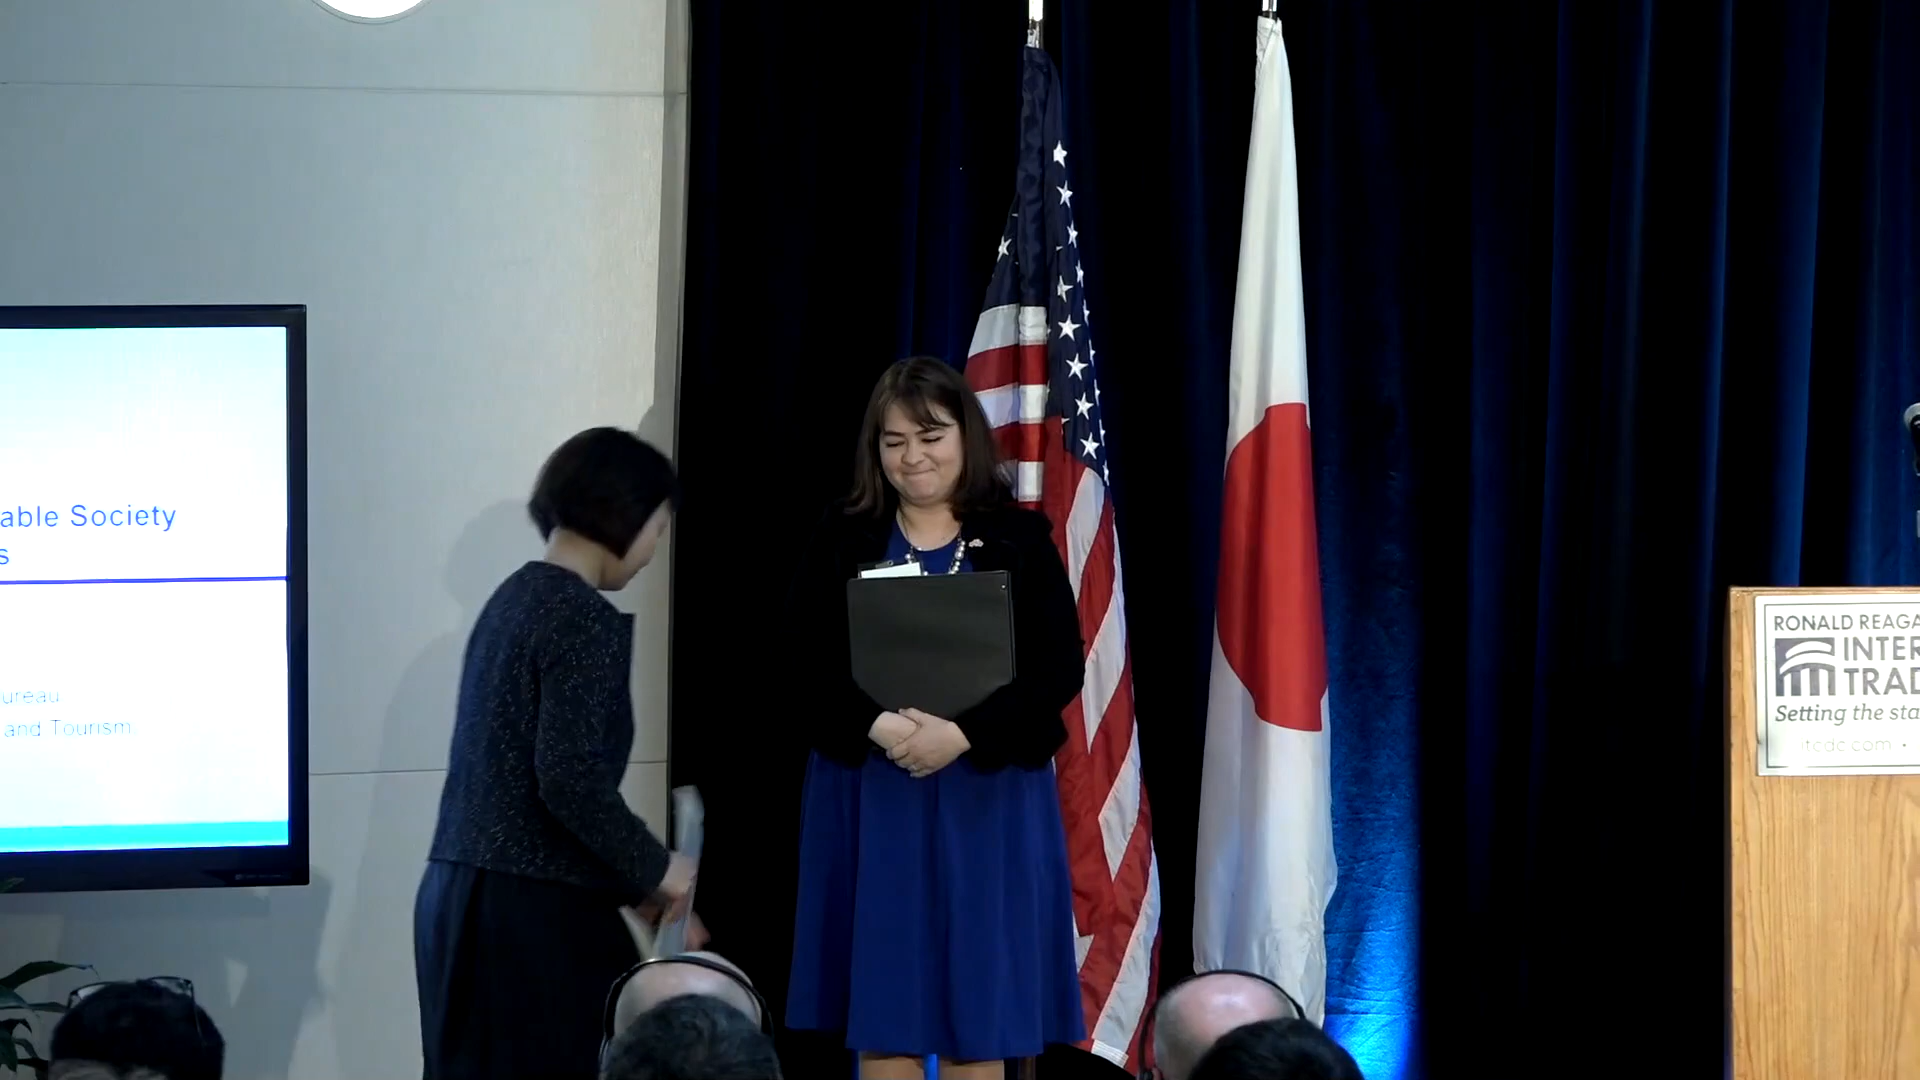 able Society
s
ureau
and Tourism
RONALD REAGA
INTER
TRAD
Setting the sta
itcdc.com •